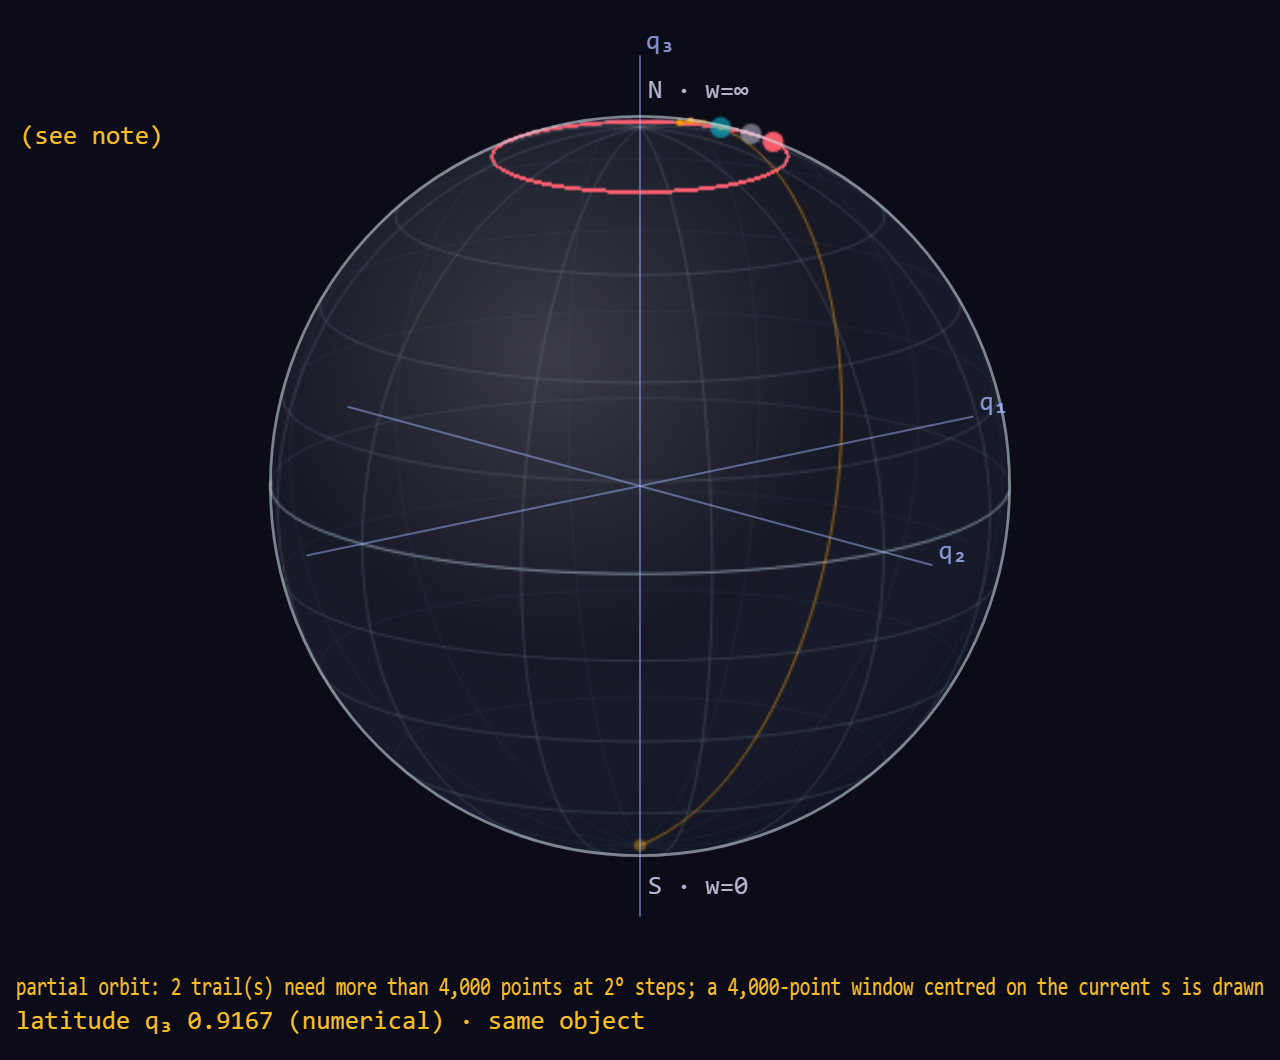 q₃
N · w=∞
(see note)
q₁
q₂
S · w=0
partial orbit: 2 trail(s) need more than 4,000 points at 2° steps; a 4,000-point window centred on the current s is drawn
latitude q₃ 0.9167 (numerical) · same object